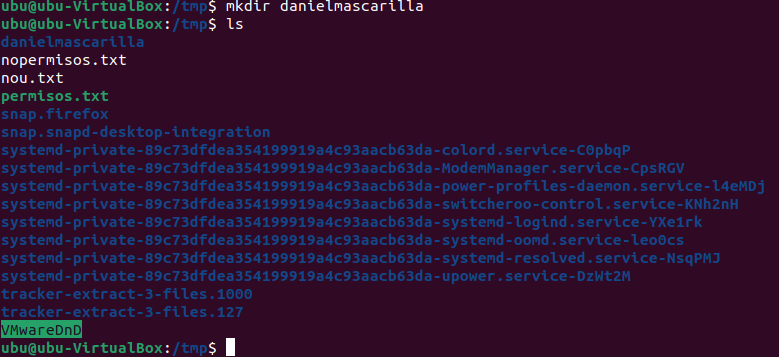 ubu@ubu-VirtualBox:/tmp$ mkdir danielmascarilla
ubu@ubu-VirtualBox:/tmp$ ls
danielmascarilla
nopermisos.txt
nou.txt
permisos.txt
snap.firefox
snap.snapd-desktop-integration
systemd-private-89c73dfdea354199919a4c93aacb63da-colord.service-C0pbqP
systemd-private-89c73dfdea354199919a4c93aacb63da-ModemManager.service-CpsRGV
systemd-private-89c73dfdea354199919a4c93aacb63da-power-profiles-daemon.service-l4eMDj
systemd-private-89c73dfdea354199919a4c93aacb63da-switcheroo-control.service-KNh2nH
systemd-private-89c73dfdea354199919a4c93aacb63da-systemd-logind.service-YXe1rk
systemd-private-89c73dfdea354199919a4c93aacb63da-systemd-oomd.service-leo0cs
systemd-private-89c73dfdea354199919a4c93aacb63da-systemd-resolved.service-NsqPMJ
systemd-private-89c73dfdea354199919a4c93aacb63da-upower.service-DzWt2M
tracker-extract-3-files.1000
tracker-extract-3-files.127
VMwareDnD
ubu@ubu-VirtualBox:/tmp$